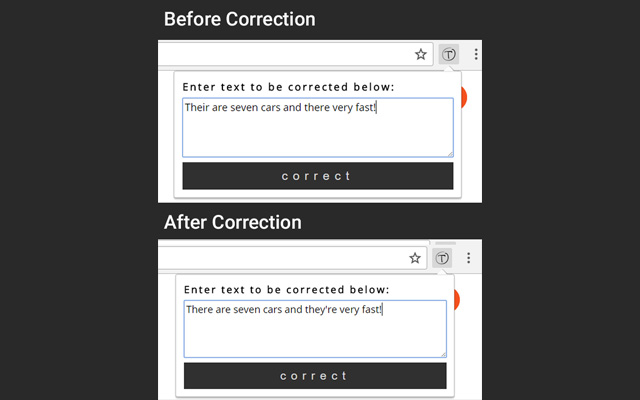 Before Correction
T
Enter text to be corrected below:
Their are seven cars and there very fast!
correct
After Correction
T
Enter text to be corrected below:
There are seven cars and they're very fast!
correct